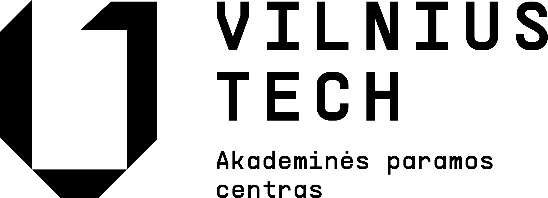 VILNIUS
TECH
Akademinės paramos
centras